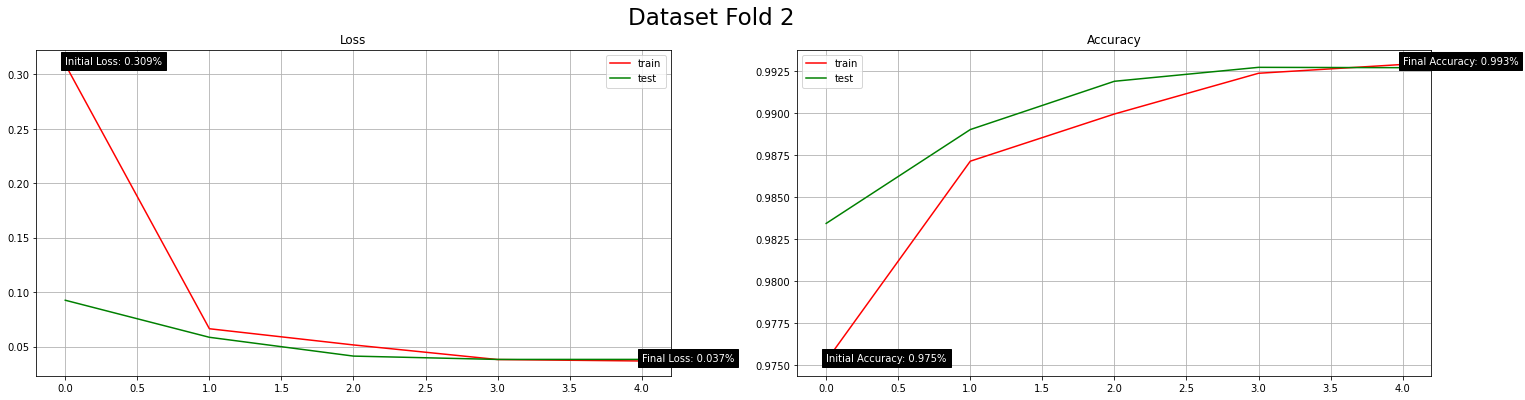 Dataset Fold 2
Loss
Initial Loss: 0.309%
train
test
0.30
0.25
0.20
0.15
0.10
0.05
Final Loss: 0.037%
0.0 0.5 1.0 1.5 2.0 2.5 3.0 3.5 4.0
Accuracy
train
test
Final Accuracy: 0.993%
0.9925
0.9900
0.9875
0.9850
0.9825
0.9800
0.9775
0.9750
Initial Accuracy: 0.975%
0.0 0.5 1.0 1.5 2.0 2.5 3.0 3.5 4.0